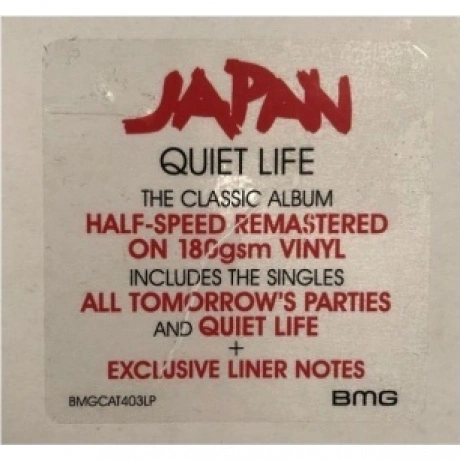 JAPAN
QUIET LIFE
THE CLASSIC ALBUM
HALF-SPEED REMASTERED
ON 180gsm VINYL
INCLUDES THE SINGLES
ALL TOMORROW'S PARTIES
AND QUIET LIFE
+
EXCLUSIVE LINER NOTES
BMGCAT403LP BMG